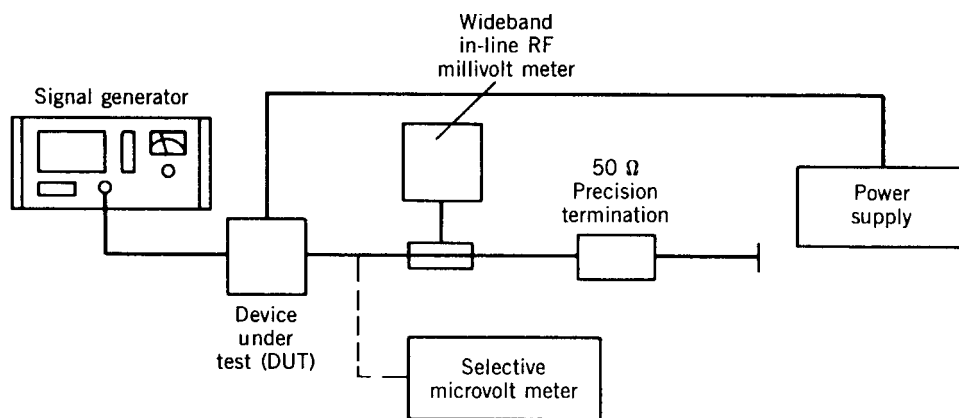 Wideband
in-line RF
millivolt meter
Signal generator
50 Ω
Precision
termination
Power
supply
Device
under
test (DUT)
Selective
microvolt meter